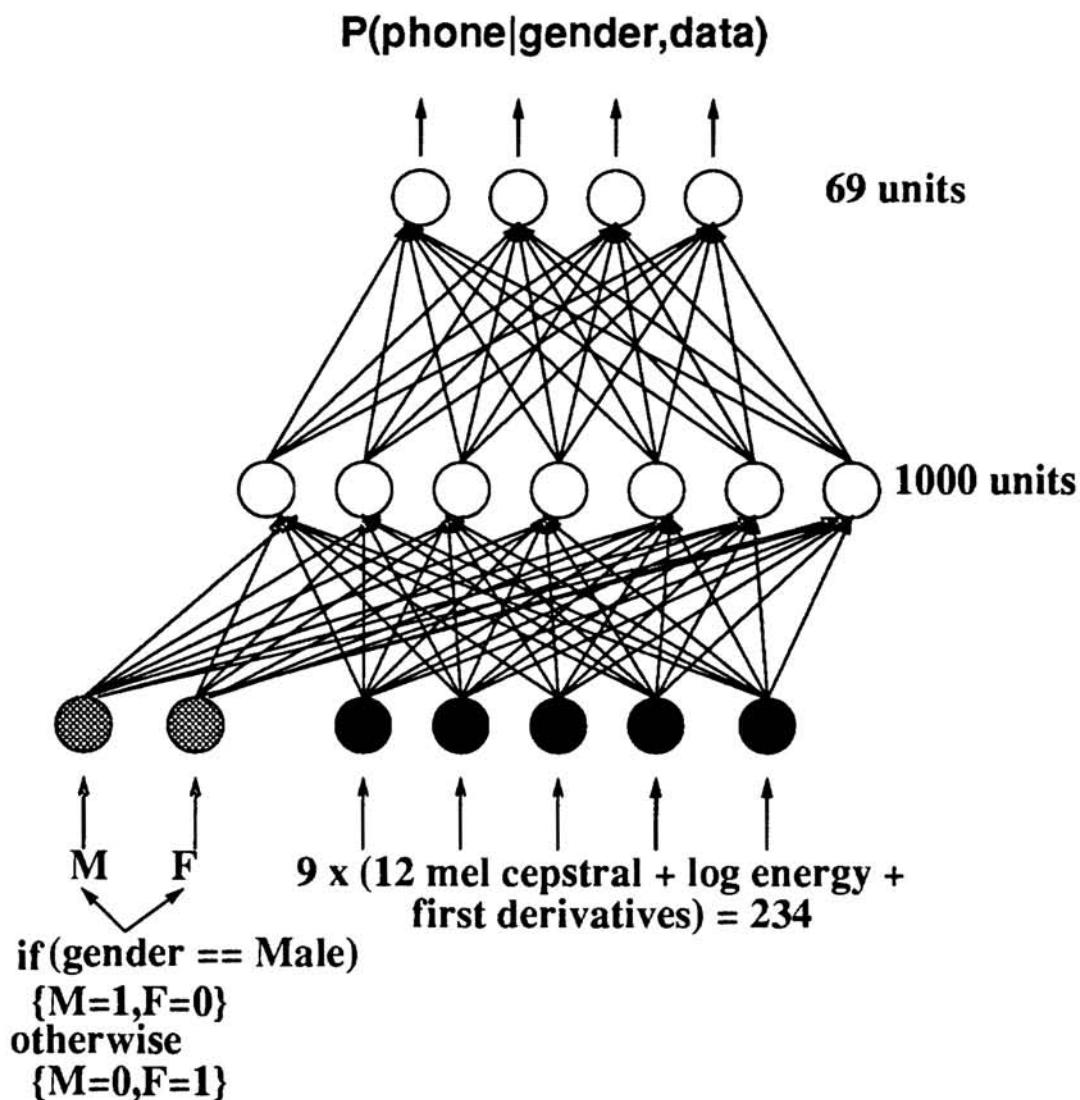 P(phone|gender,data)
69 units
1000 units
M F
9 x (12 mel cepstral + log energy +
first derivatives) = 234
if (gender == Male)
{M=1,F=0}
otherwise
{M=0,F=1}